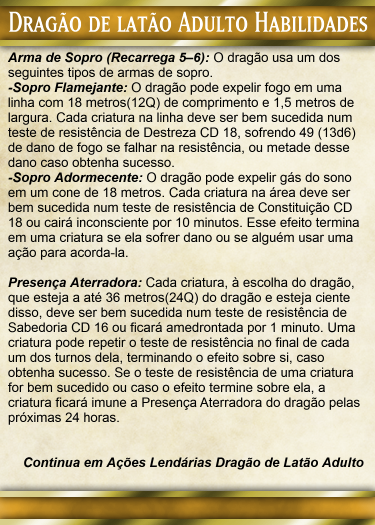 Dragão de latão Adulto Habilidades
Arma de Sopro (Recarrega 5–6): O dragão usa um dos
seguintes tipos de armas de sopro.
-Sopro Flamejante: O dragão pode expelir fogo em uma
linha com 18 metros(12Q) de comprimento e 1,5 metros de
largura. Cada criatura na linha deve ser bem sucedida num
teste de resistência de Destreza CD 18, sofrendo 49 (13d6)
de dano de fogo se falhar na resistência, ou metade desse
dano caso obtenha sucesso.
-Sopro Adormecente: O dragão pode expelir gás do sono
em um cone de 18 metros. Cada criatura na área deve ser
bem sucedida num teste de resistência de Constituição CD
18 ou cairá inconsciente por 10 minutos. Esse efeito termina
em uma criatura se ela sofrer dano ou se alguém usar uma
ação para acorda-la.
Presença Aterradora: Cada criatura, à escolha do dragão,
que esteja a até 36 metros(24Q) do dragão e esteja ciente
disso, deve ser bem sucedida num teste de resistência de
Sabedoria CD 16 ou ficará amedrontada por 1 minuto. Uma
criatura pode repetir o teste de resistência no final de cada
um dos turnos dela, terminando o efeito sobre si, caso
obtenha sucesso. Se o teste de resistência de uma criatura
for bem sucedido ou caso o efeito termine sobre ela, a
criatura ficará imune a Presença Aterradora do dragão pelas
próximas 24 horas.
Continua em Ações Lendárias Dragão de Latão Adulto